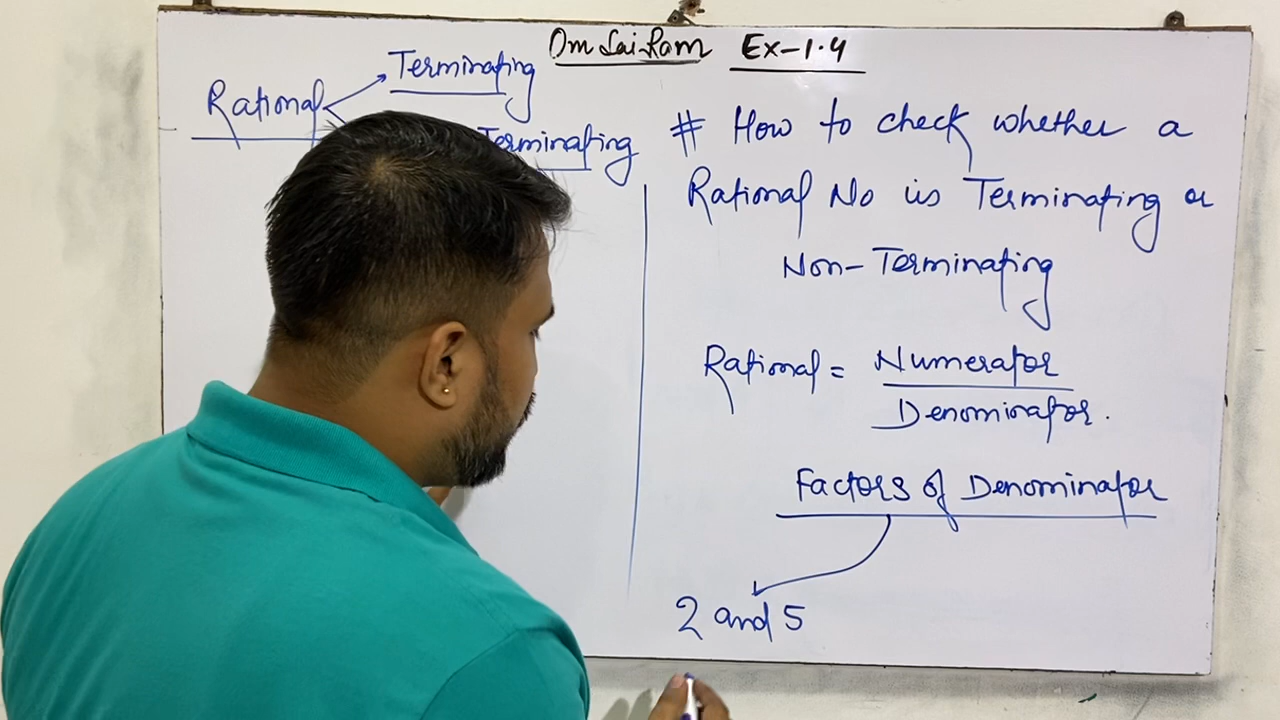 Om Sai Ram Ex-1.4
Rational
Terminating
Terminating
# How to check whether a
Rational No is Terminating or
Non-Terminating
Rational = Numerator
Denominator.
Factors of Denominator
2 and 5